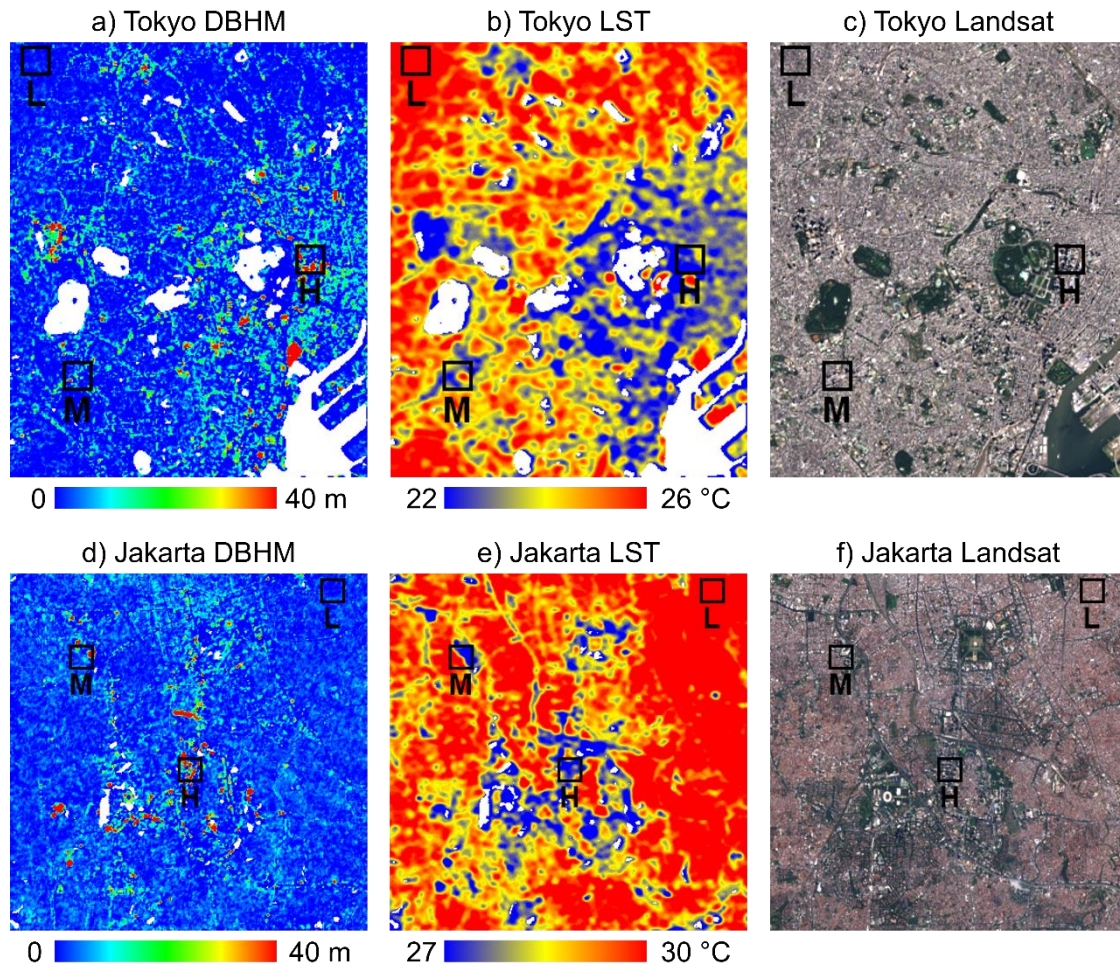 a) Tokyo DBHM
b) Tokyo LST
c) Tokyo Landsat
L
L
L
H
H
H
M
M
M
0
40 m
22
26 °C
d) Jakarta DBHM
e) Jakarta LST
f) Jakarta Landsat
L
L
L
M
M
M
H
H
H
0
40 m
27
30 °C